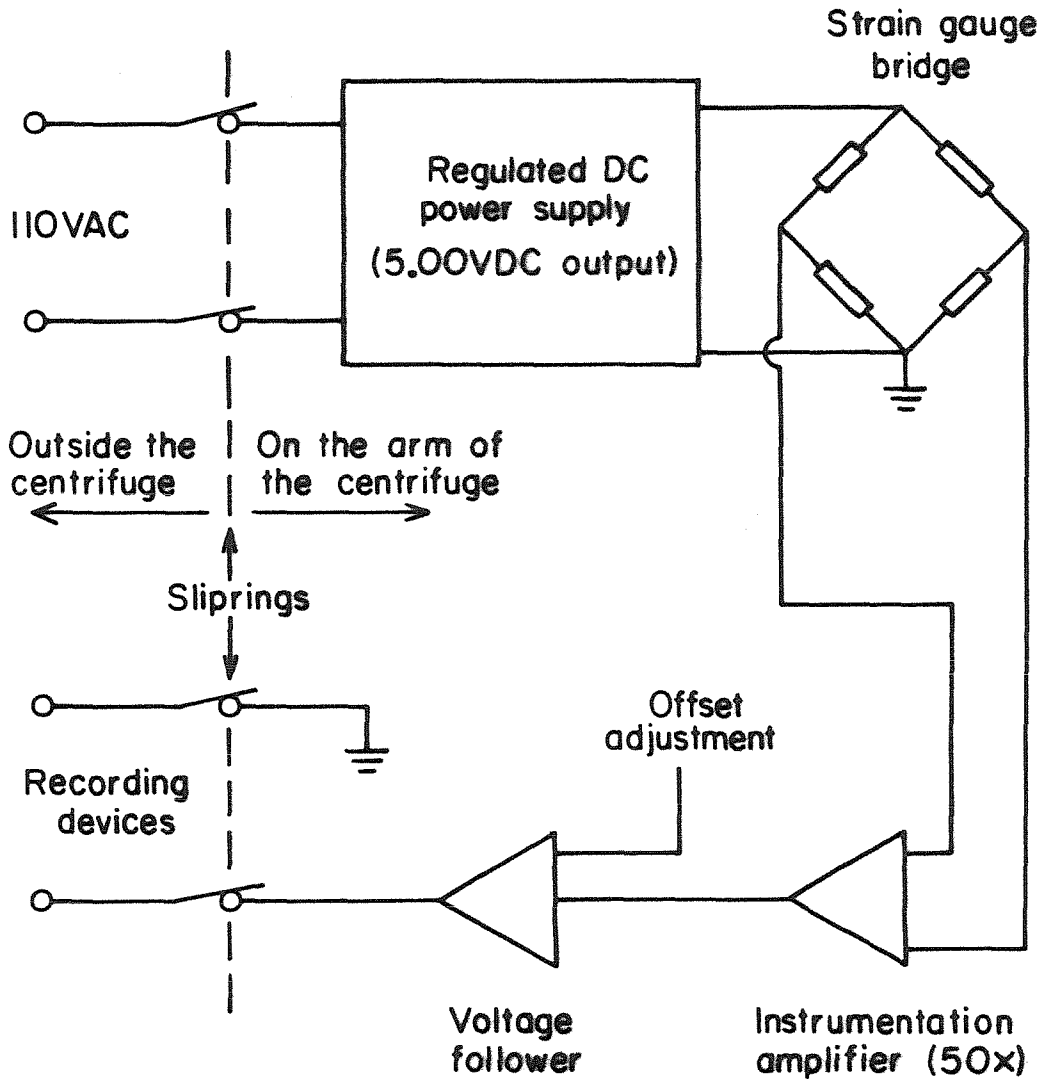 Strain gauge
bridge
110VAC
Regulated DC
power supply
(5.00VDC output)
Outside the
centrifuge
On the arm of
the centrifuge
Sliprings
Offset
adjustment
Recording
devices
Voltage
follower
Instrumentation
amplifier (50x)